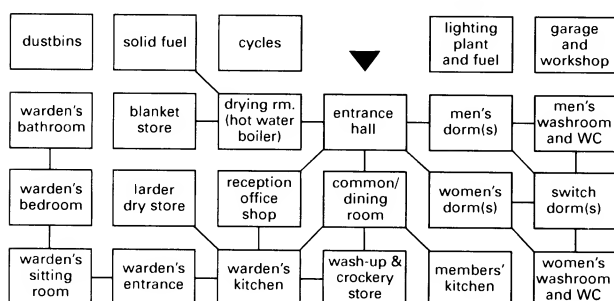 dustbins
solid fuel
cycles
lighting
plant
and fuel
garage
and
workshop
warden's
bathroom
blanket
store
drying rm.
(hot water
boiler)
entrance
hall
men's
dorm(s)
men's
washroom
and WC
warden's
bedroom
larder
dry store
reception
office
shop
common/
dining
room
women's
dorm(s)
switch
dorm(s)
warden's
sitting
room
warden's
entrance
warden's
kitchen
wash-up &
crockery
store
members'
kitchen
women's
washroom
and WC